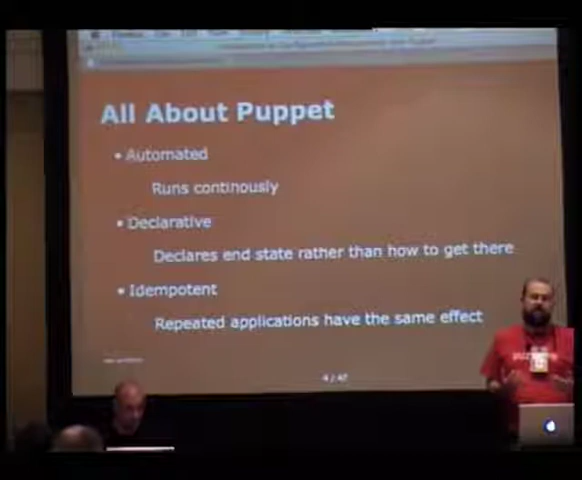 All About Puppet
• Automated
Runs continously
• Declarative
Declares end state rather than how to get there
• Idempotent
Repeated applications have the same effect
4 / 47